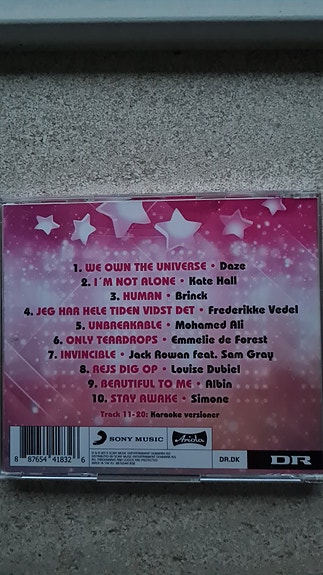 1. WE OWN THE UNIVERSE • Daze
2. I´M NOT ALONE • Kate Hall
3. HUMAN • Brinck
4. JEG HAR HELE TIDEN VIDST DET • Frederikke Vedel
5. UNBREAKABLE • Mohamed Ali
6. ONLY TEARDROPS • Emmelie de Forest
7. INVINCIBLE • Jack Rowan feat. Sam Gray
8. REJS DIG OP • Louise Dubiel
9. BEAUTIFUL TO ME • Albin
10. STAY AWAKE • Simone
Track 11-20: Karaoke versioner
8 87654 41832 6
SONY MUSIC
DR.DK
DR